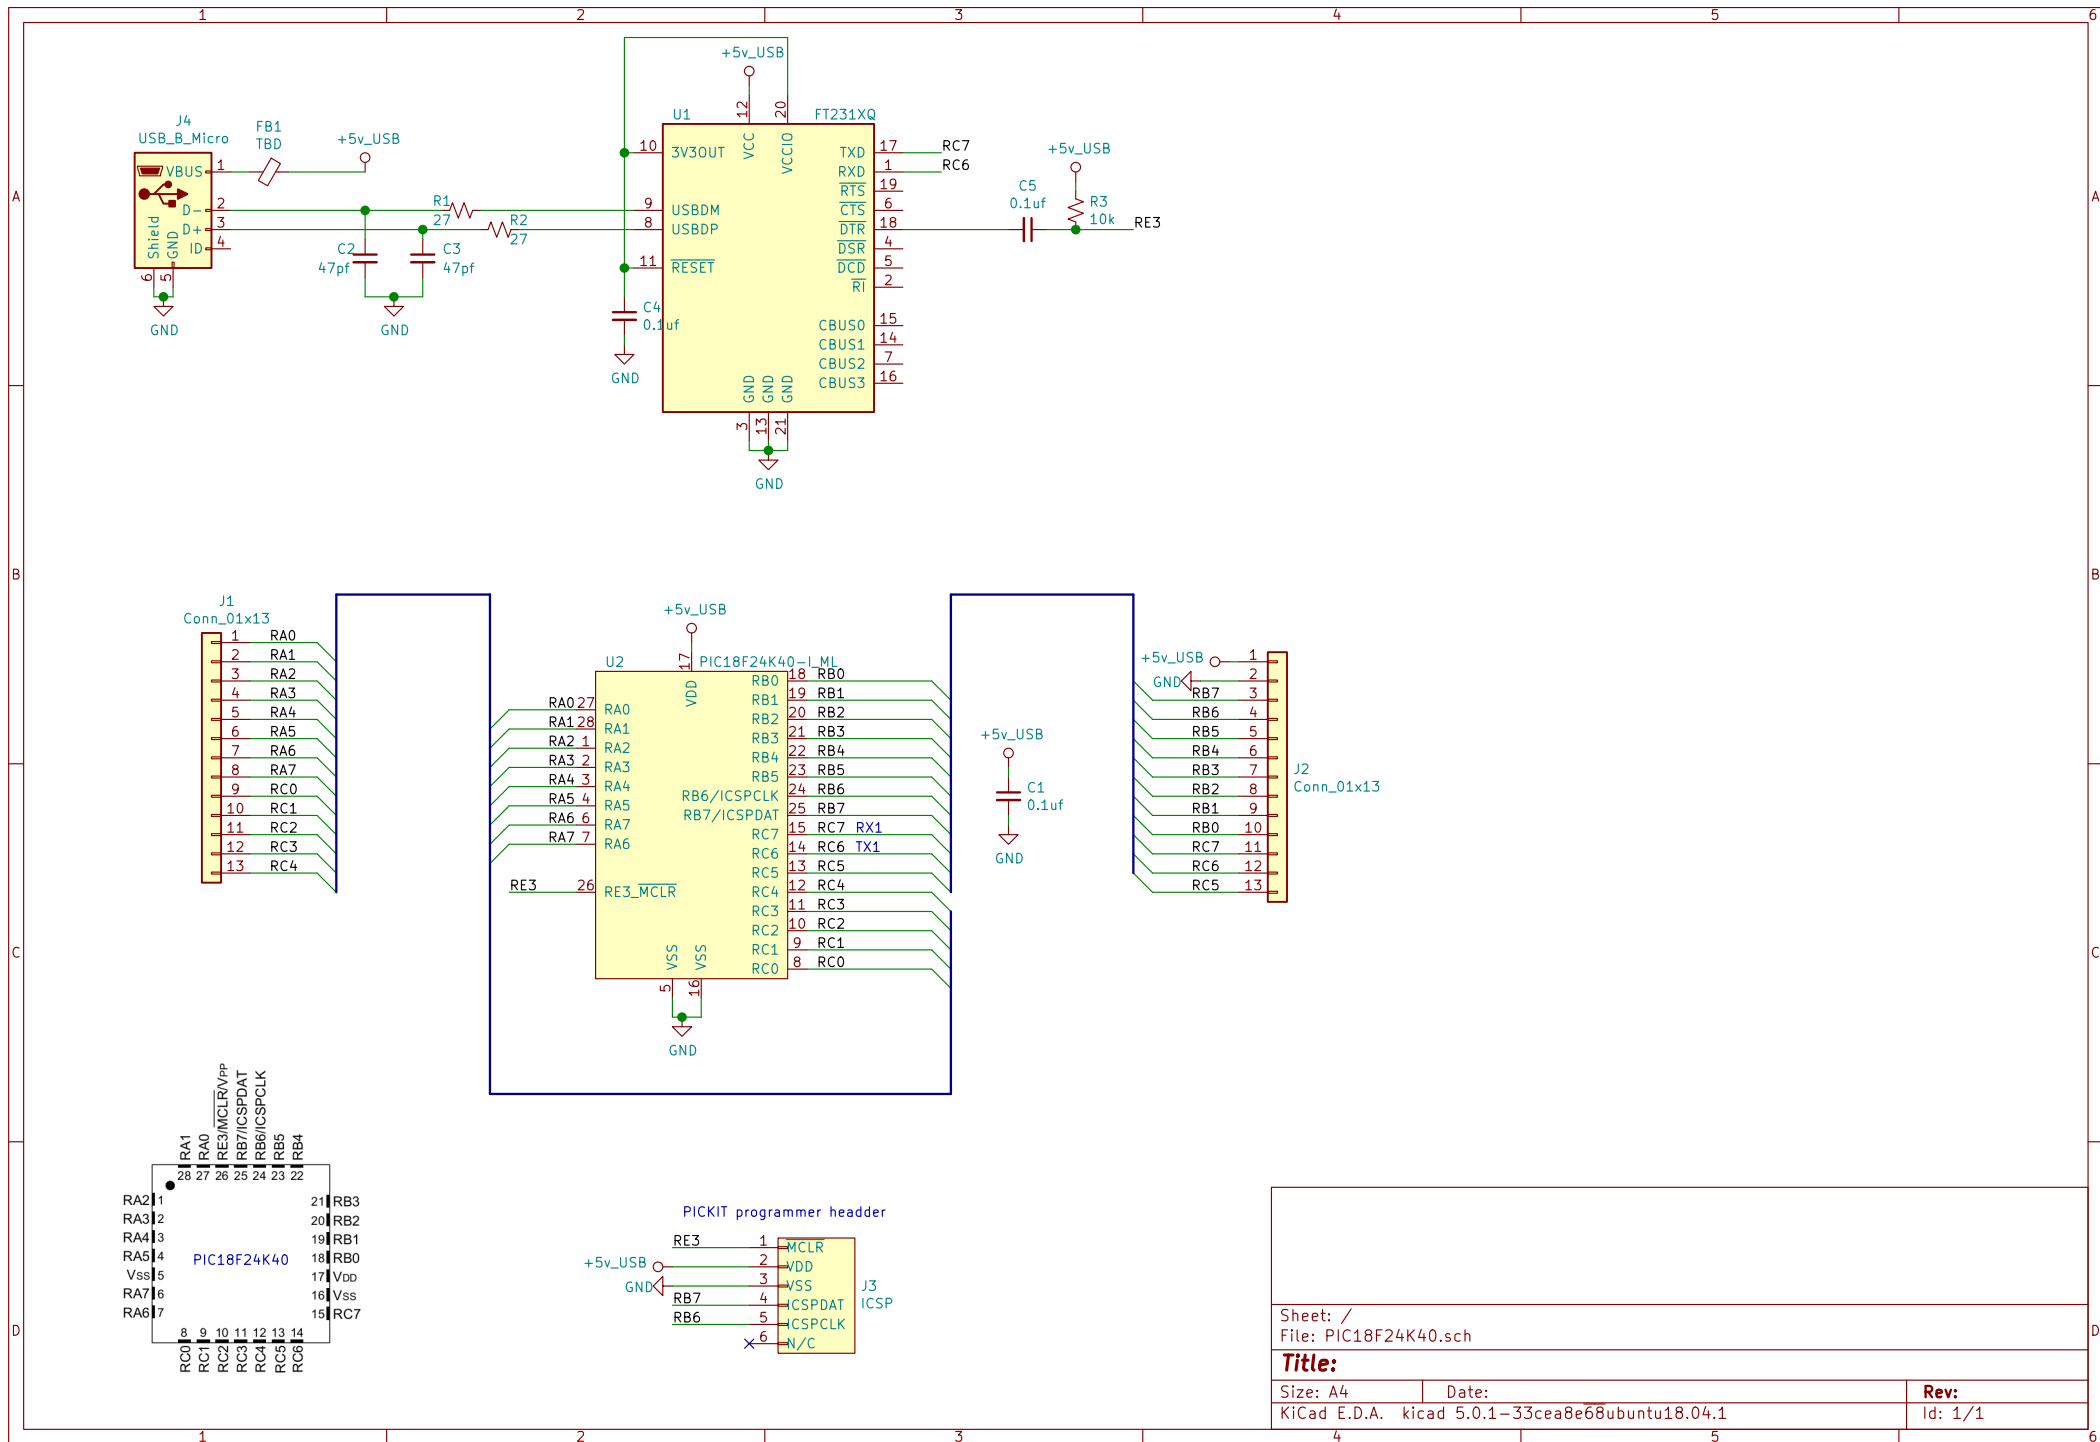 1 2 3 4 5 6
A
B
C
D
J4
USB_B_Micro
VBUS 1
D- 2
D+ 3
ID 4
Shield
GND
6 5
GND
FB1
TBD
+5v_USB
R1
27
R2
27
C2
47pf
C3
47pf
GND
+5v_USB
U1
FT231XQ
12 20
VCC
VCCIO
10 3V3OUT
9 USBDM
8 USBDP
11 RESET
TXD 17 RC7
RXD 1 RC6
RTS 19
CTS 6
DTR 18
DSR 4
DCD 5
RI 2
CBUS0 15
CBUS1 14
CBUS2 7
CBUS3 16
GND GND GND
3 13 21
GND
C4
0.1uf
GND
C5
0.1uf
+5v_USB
R3
10k
RE3
J1
Conn_01x13
1 RA0
2 RA1
3 RA2
4 RA3
5 RA4
6 RA5
7 RA6
8 RA7
9 RC0
10 RC1
11 RC2
12 RC3
13 RC4
+5v_USB
U2
17
PIC18F24K40-I_ML
VDD
RA0 27 RA0
RA1 28 RA1
RA2 1 RA2
RA3 2 RA3
RA4 3 RA4
RA5 4 RA5
RA6 6 RA7
RA7 7 RA6
RE3 26 RE3_MCLR
RB0 18 RB0
RB1 19 RB1
RB2 20 RB2
RB3 21 RB3
RB4 22 RB4
RB5 23 RB5
RB6/ICSPCLK 24 RB6
RB7/ICSPDAT 25 RB7
RC7 15 RC7 RX1
RC6 14 RC6 TX1
RC5 13 RC5
RC4 12 RC4
RC3 11 RC3
RC2 10 RC2
RC1 9 RC1
RC0 8 RC0
VSS VSS
5 16
GND
+5v_USB
C1
0.1uf
GND
+5v_USB 1
GND 2
RB7 3
RB6 4
RB5 5
RB4 6
RB3 7
RB2 8
RB1 9
RB0 10
RC7 11
RC6 12
RC5 13
J2
Conn_01x13
RA1 RA0 RE3/MCLR/VPP RB7/ICSPDAT RB6/ICSPCLK RB5 RB4
28 27 26 25 24 23 22
RA2 1
RA3 2
RA4 3
RA5 4
Vss 5
RA7 6
RA6 7
PIC18F24K40
21 RB3
20 RB2
19 RB1
18 RB0
17 VDD
16 Vss
15 RC7
8 9 10 11 12 13 14
RC0 RC1 RC2 RC3 RC4 RC5 RC6
PICKIT programmer headder
RE3 1 MCLR
+5v_USB 2 VDD
GND 3 VSS
RB7 4 ICSPDAT
RB6 5 ICSPCLK
6 N/C
J3
ICSP
Sheet: /
File: PIC18F24K40.sch
Title:
Size: A4 Date: Rev:
KiCad E.D.A. kicad 5.0.1-33cea8e68ubuntu18.04.1 Id: 1/1
A
B
C
D
1 2 3 4 5 6